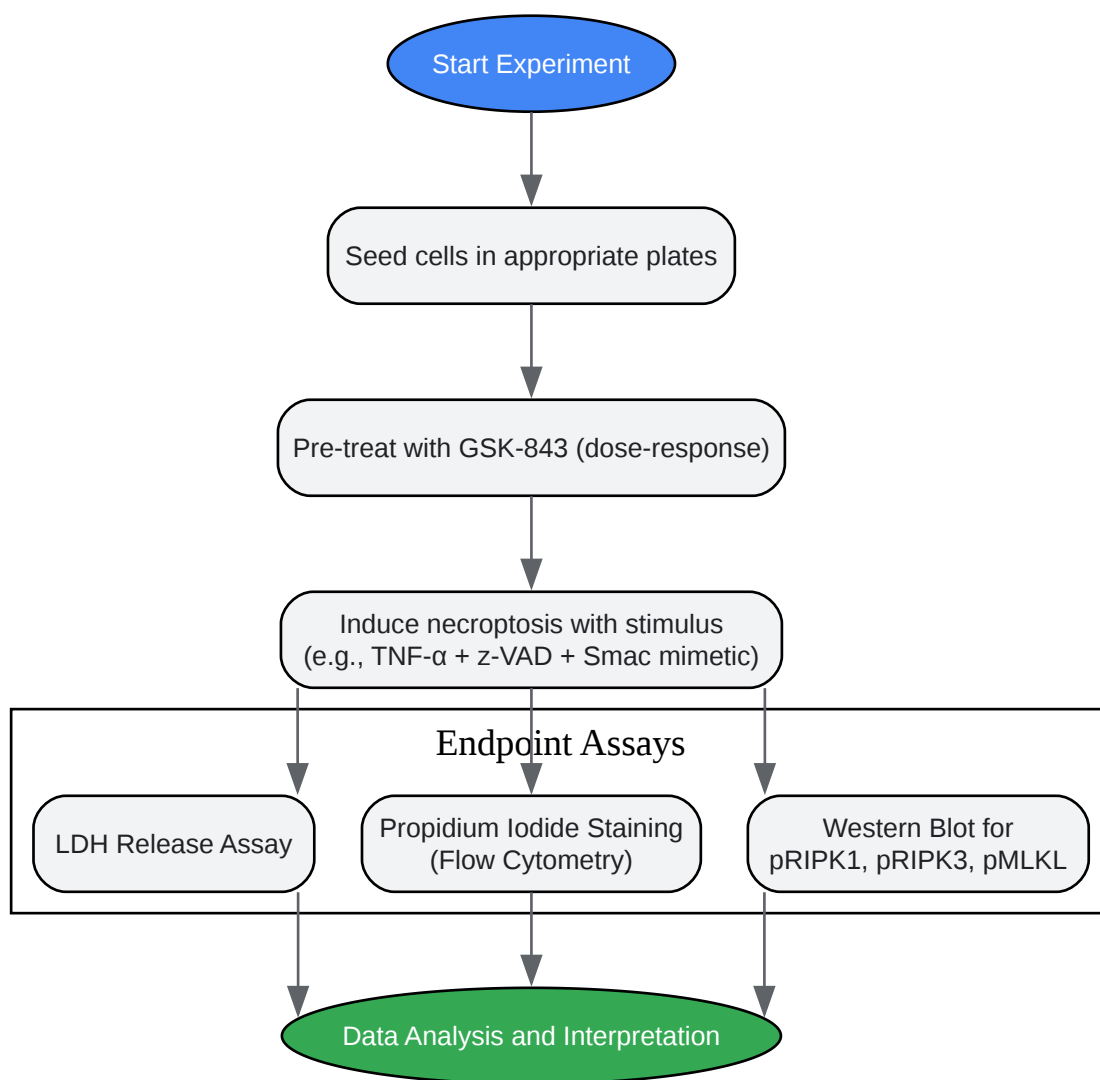 Start Experiment
Seed cells in appropriate plates
Pre-treat with GSK-843 (dose-response)
Induce necroptosis with stimulus
(e.g., TNF-α + z-VAD + Smac mimetic)
Endpoint Assays
LDH Release Assay
Propidium Iodide Staining
(Flow Cytometry)
Western Blot for
pRIPK1, pRIPK3, pMLKL
Data Analysis and Interpretation